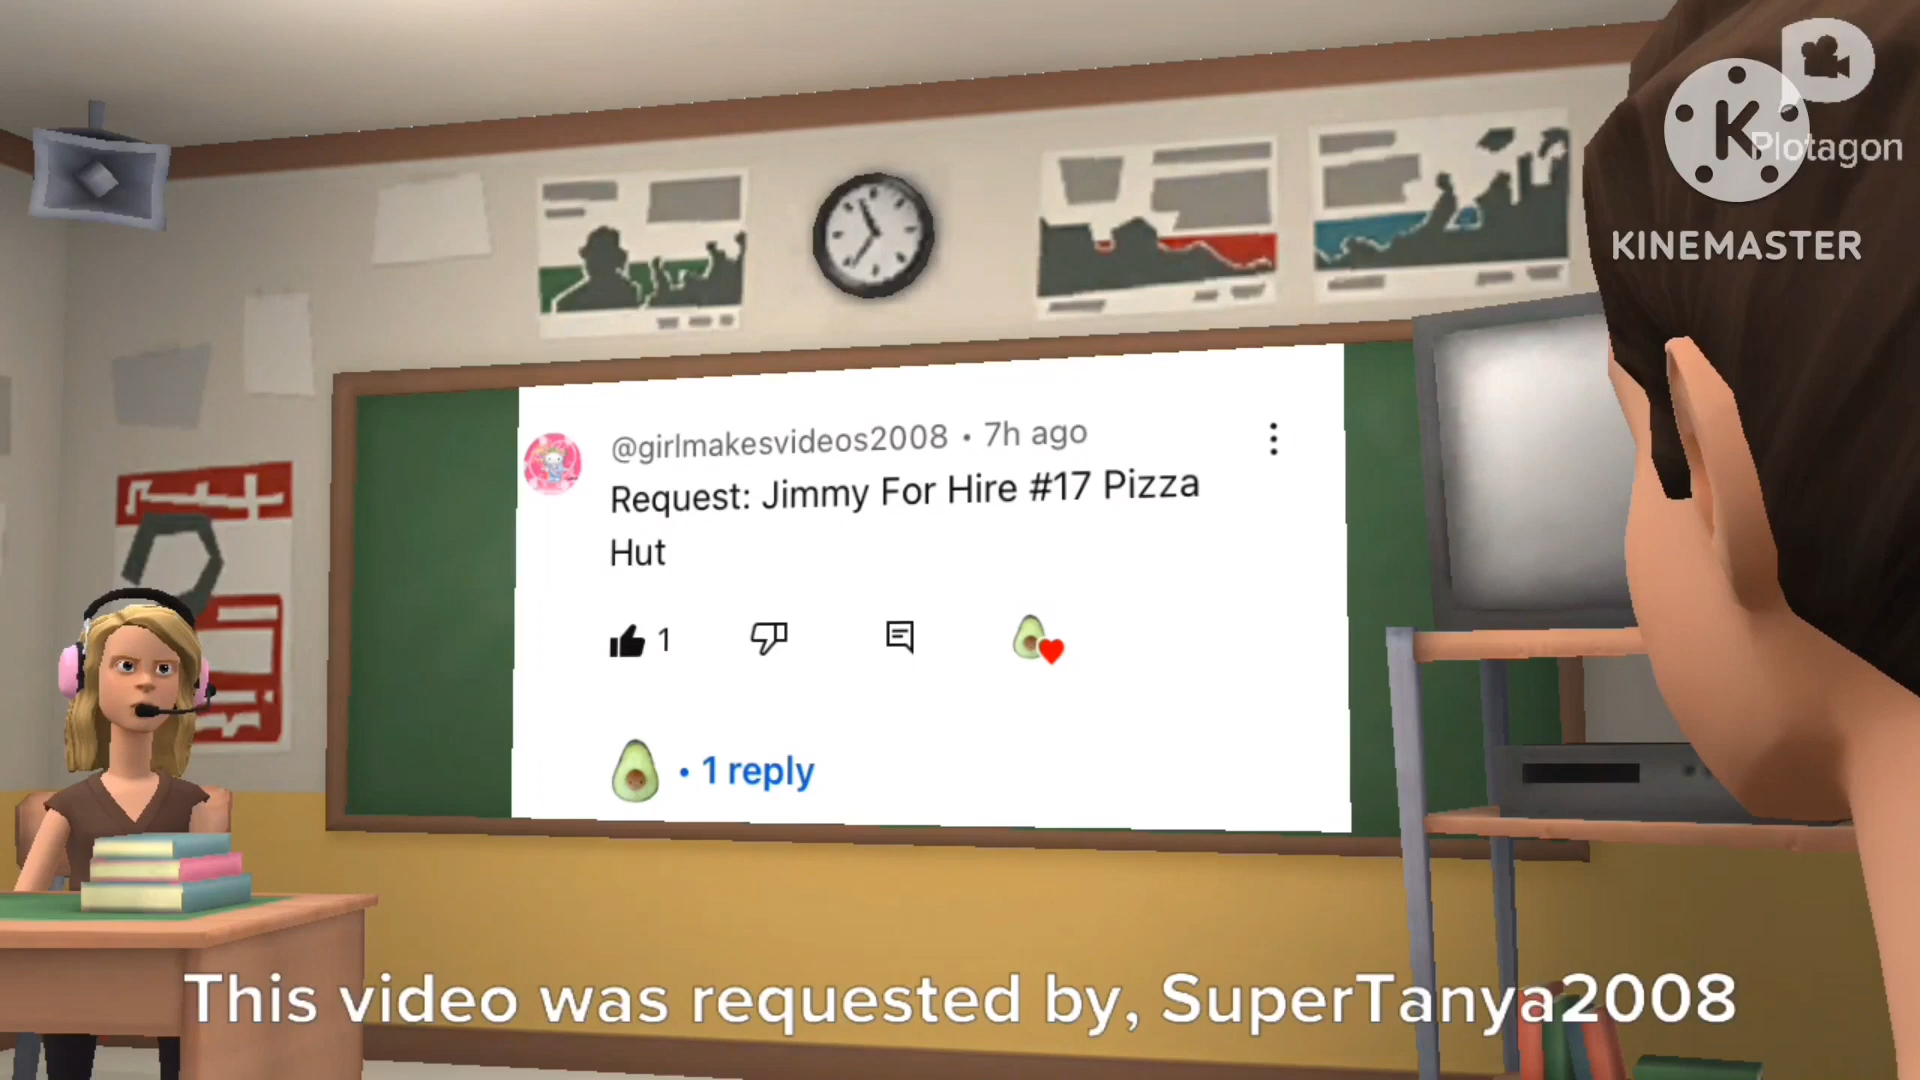 K
Plotagon
KINEMASTER
@girlmakesvideos2008 • 7h ago
Request: Jimmy For Hire #17 Pizza
Hut
1
• 1 reply
This video was requested by, SuperTanya2008